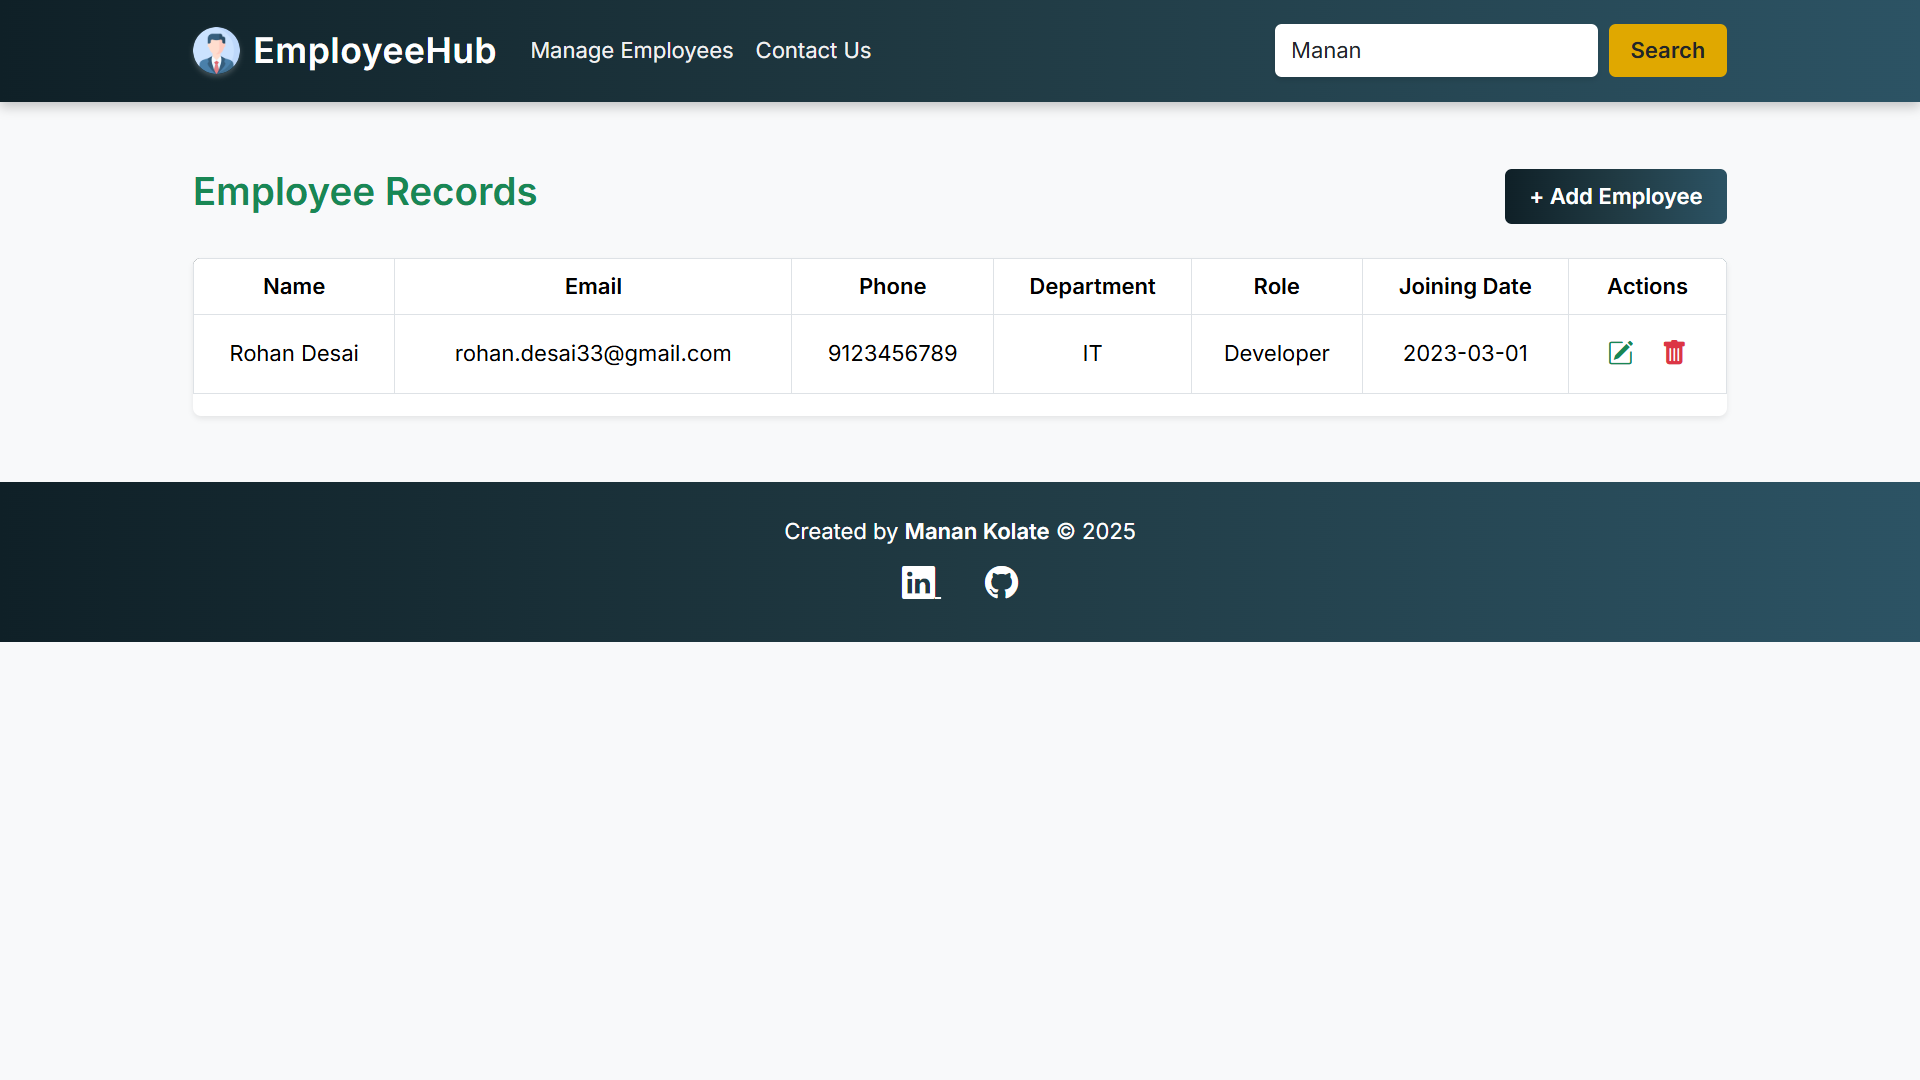 EmployeeHub Manage Employees Contact Us Manan Search
Employee Records + Add Employee
Name Email Phone Department Role Joining Date Actions
Rohan Desai rohan.desai33@gmail.com 9123456789 IT Developer 2023-03-01
Created by Manan Kolate © 2025
in